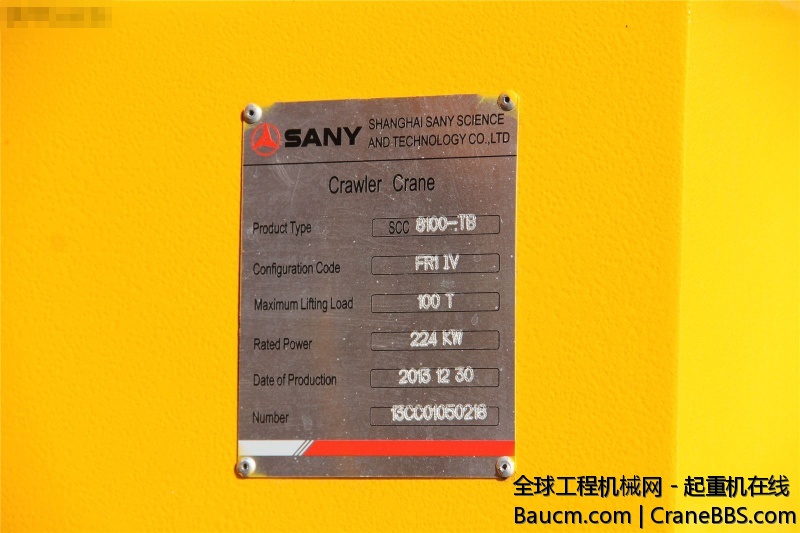 SANY SHANGHAI SANY SCIENCE
AND TECHNOLOGY CO.,LTD
Crawler Crane
Product Type SCC 8100-:TB
Configuration Code FR1 IV
Maximum Lifting Load 100 T
Rated Power 224 KW
Date of Production 2013 12 30
Number 13CC01050218
全球工程机械网 - 起重机在线
Baucm.com | CraneBBS.com